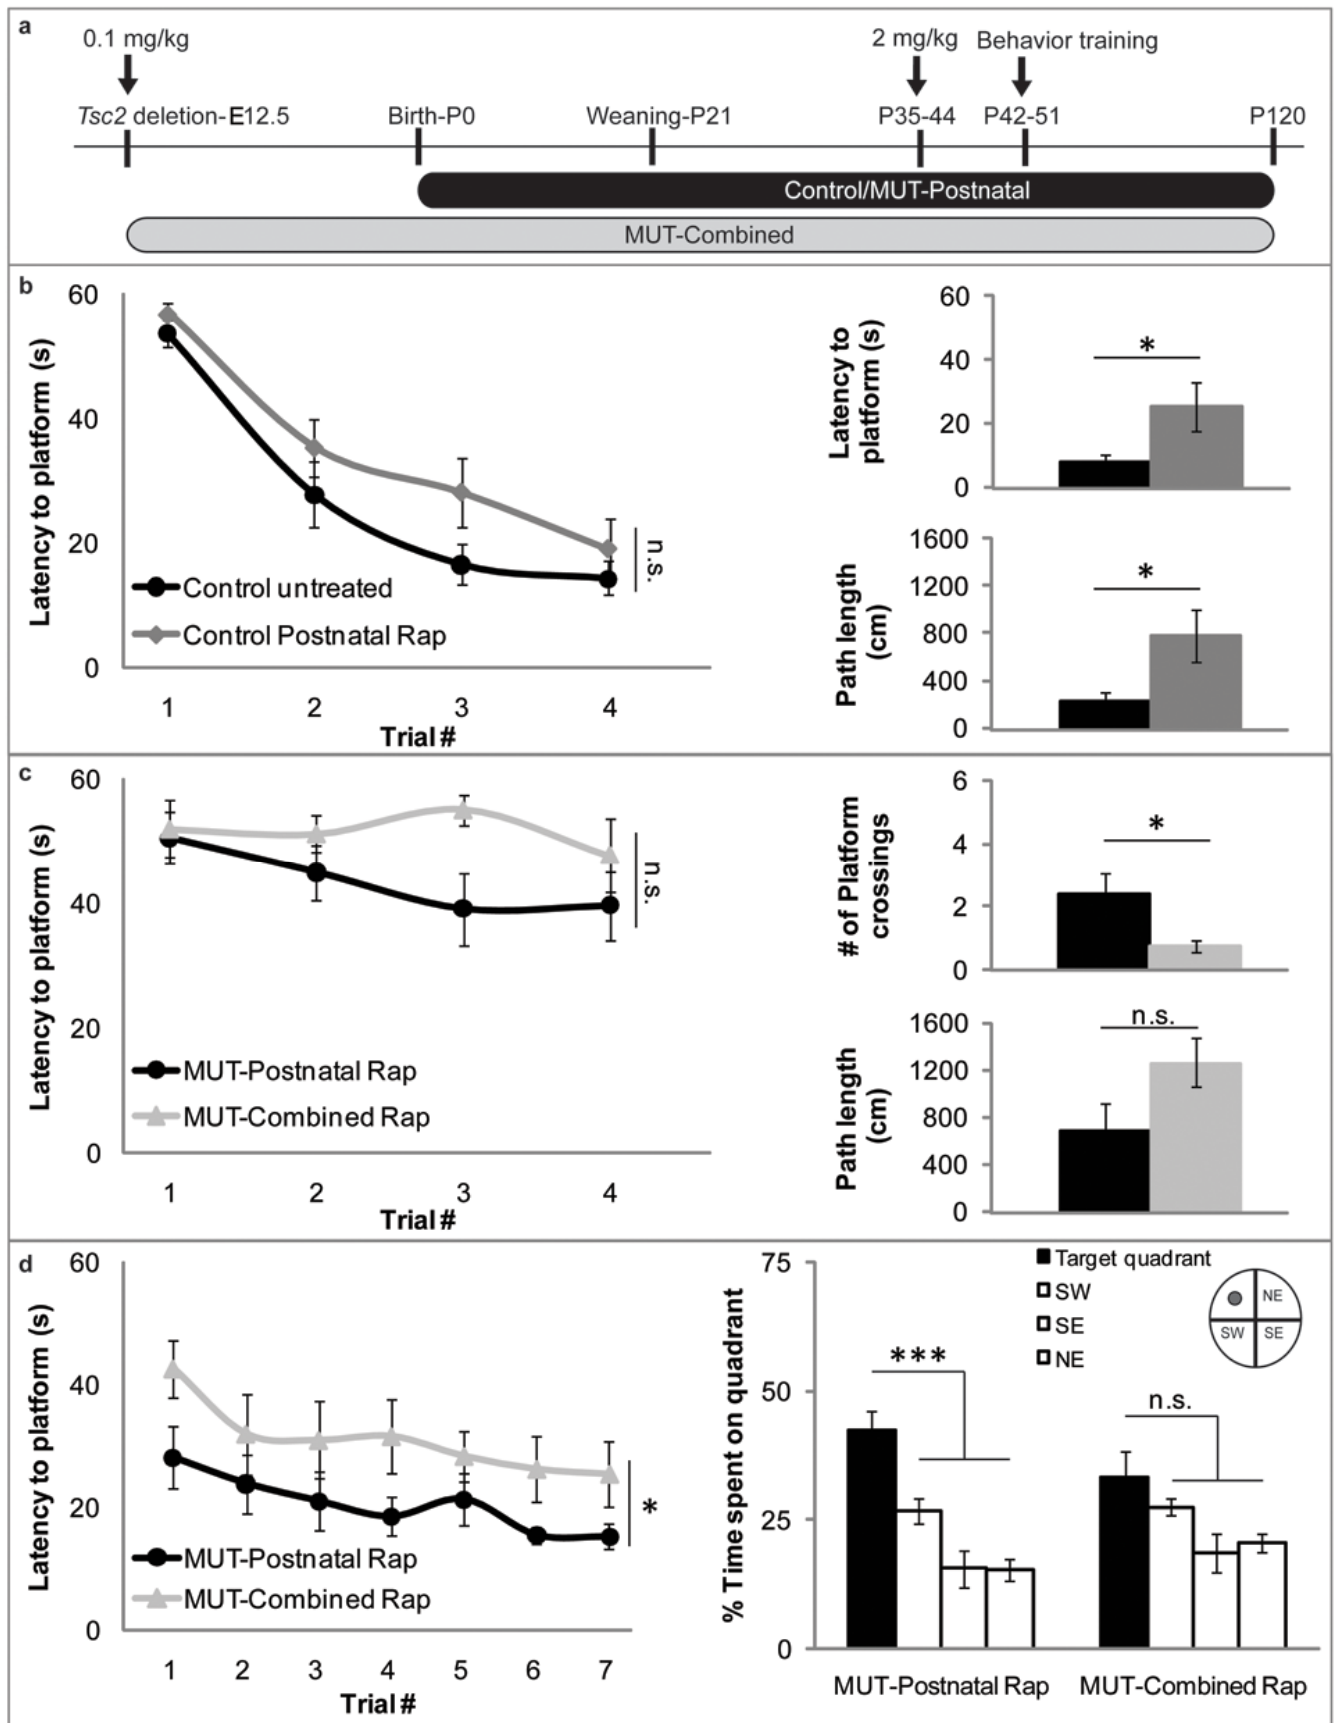 a
0.1 mg/kg
2 mg/kg
Behavior training
Tsc2 deletion-E12.5
Birth-P0
Weaning-P21
P35-44
P42-51
P120
Control/MUT-Postnatal
MUT-Combined
b
Latency to platform (s)
60
40
20
0
Control untreated
Control Postnatal Rap
n.s.
1 2 3 4
Trial #
Latency to
platform (s)
60
40
20
0
*
Path length
(cm)
1600
1200
800
400
0
*
c
Latency to platform (s)
60
40
20
0
MUT-Postnatal Rap
MUT-Combined Rap
n.s.
1 2 3 4
Trial #
# of Platform
crossings
6
4
2
0
*
Path length
(cm)
1600
1200
800
400
0
n.s.
d
Latency to platform (s)
60
40
20
0
MUT-Postnatal Rap
MUT-Combined Rap
*
1 2 3 4 5 6 7
Trial #
% Time spent on quadrant
75
50
25
0
Target quadrant
SW
SE
NE
NE
SW SE
***
n.s.
MUT-Postnatal Rap
MUT-Combined Rap